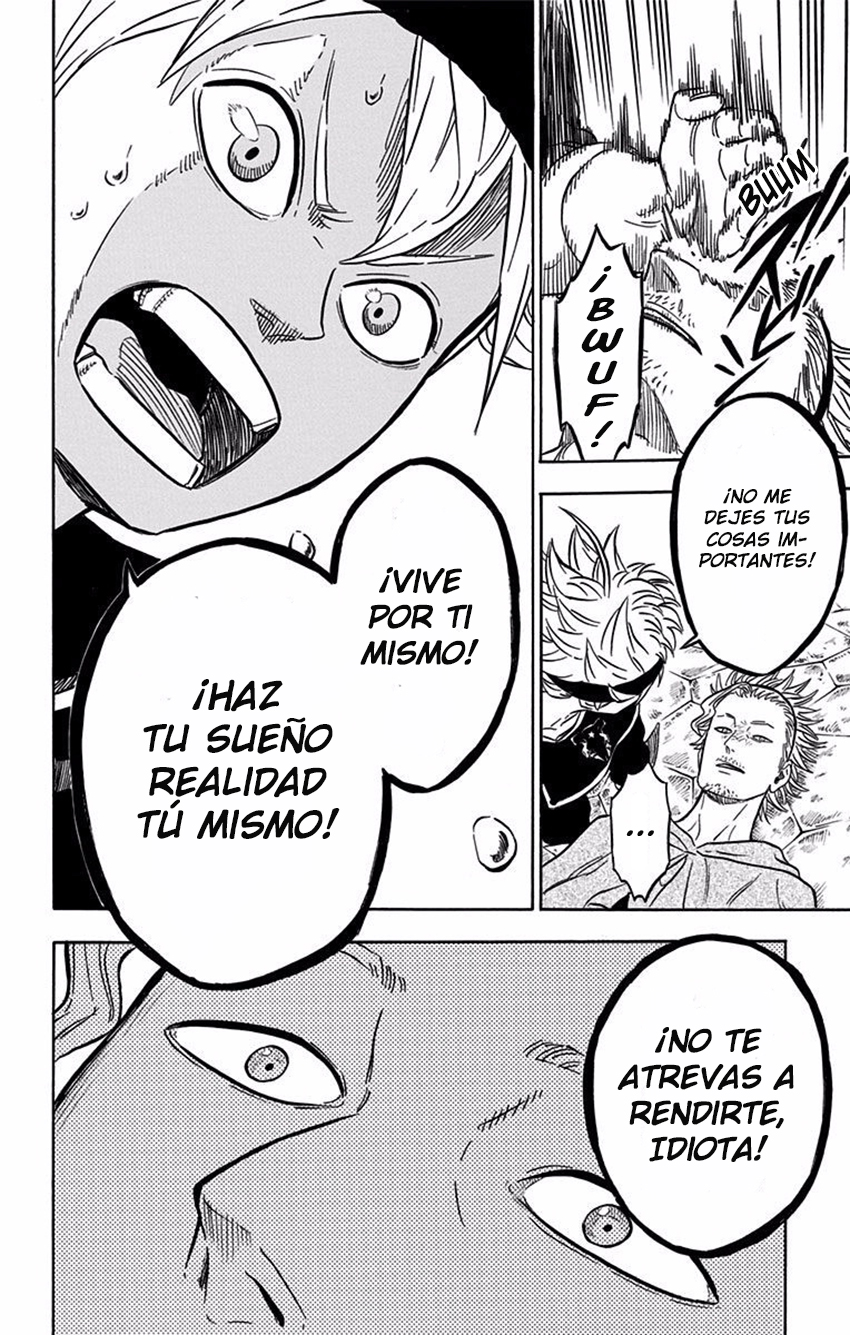 BUUM
¡BWUF!
¡NO ME
DEJES TUS
COSAS IM-
PORTANTES!
...
¡VIVE
POR TI
MISMO!
¡HAZ
TU SUEÑO
REALIDAD
TÚ MISMO!
¡NO TE
ATREVAS A
RENDIRTE,
IDIOTA!